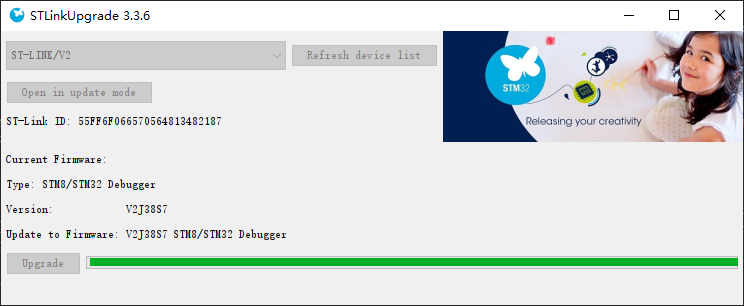 STLinkUpgrade 3.3.6
ST-LINK/V2
Refresh device list
Open in update mode
ST-Link ID: 55FF6F066570564813482187
STM32
Releasing your creativity
Current Firmware:
Type: STM8/STM32 Debugger
Version: V2J38S7
Update to Firmware: V2J38S7 STM8/STM32 Debugger
Upgrade